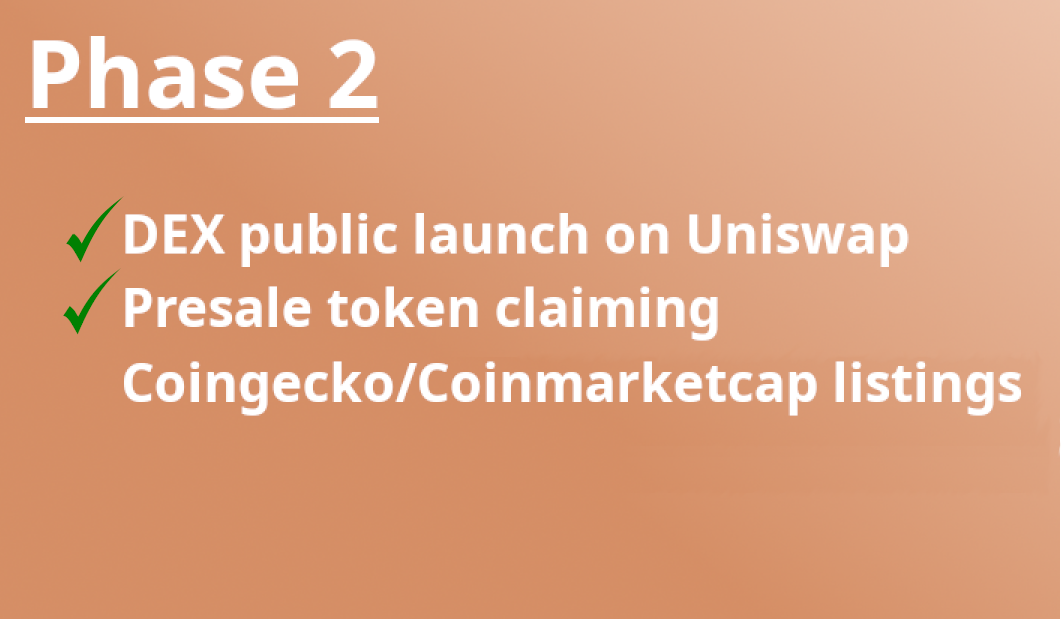 Phase 2
✓DEX public launch on Uniswap
✓Presale token claiming
Coingecko/Coinmarketcap listings